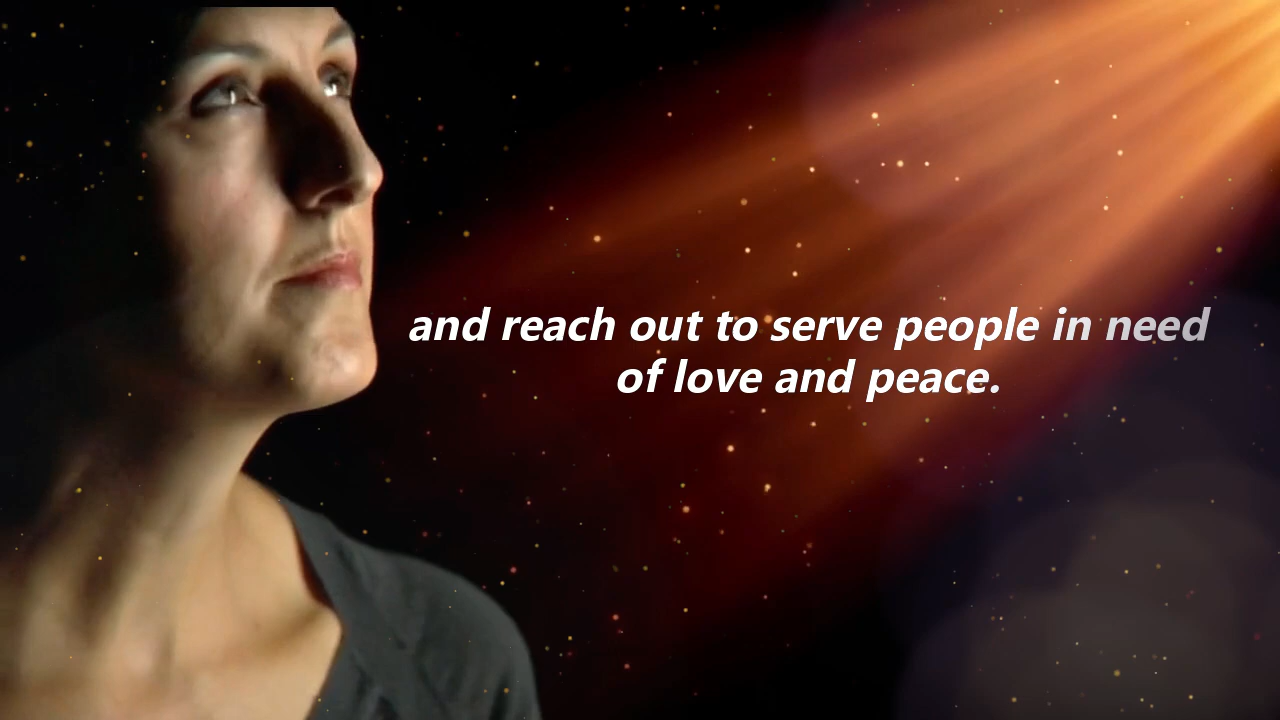 and reach out to serve people in need
of love and peace.